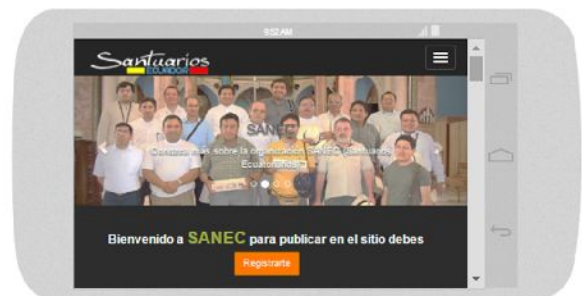 9:52 AM
Santuarios
ECUADOR
SANEC
Conozca más sobre la organización SANEC (Santuarios
Ecuatorianos)
Bienvenido a SANEC para publicar en el sitio debes
Registrarte